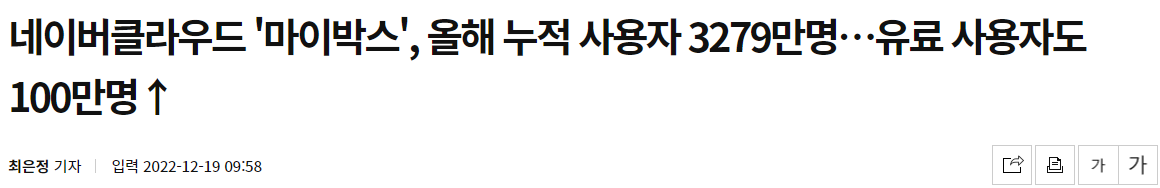 네이버클라우드 '마이박스', 올해 누적 사용자 3279만명…유료 사용자도
100만명↑
최은정 기자 | 입력 2022-12-19 09:58
가 가